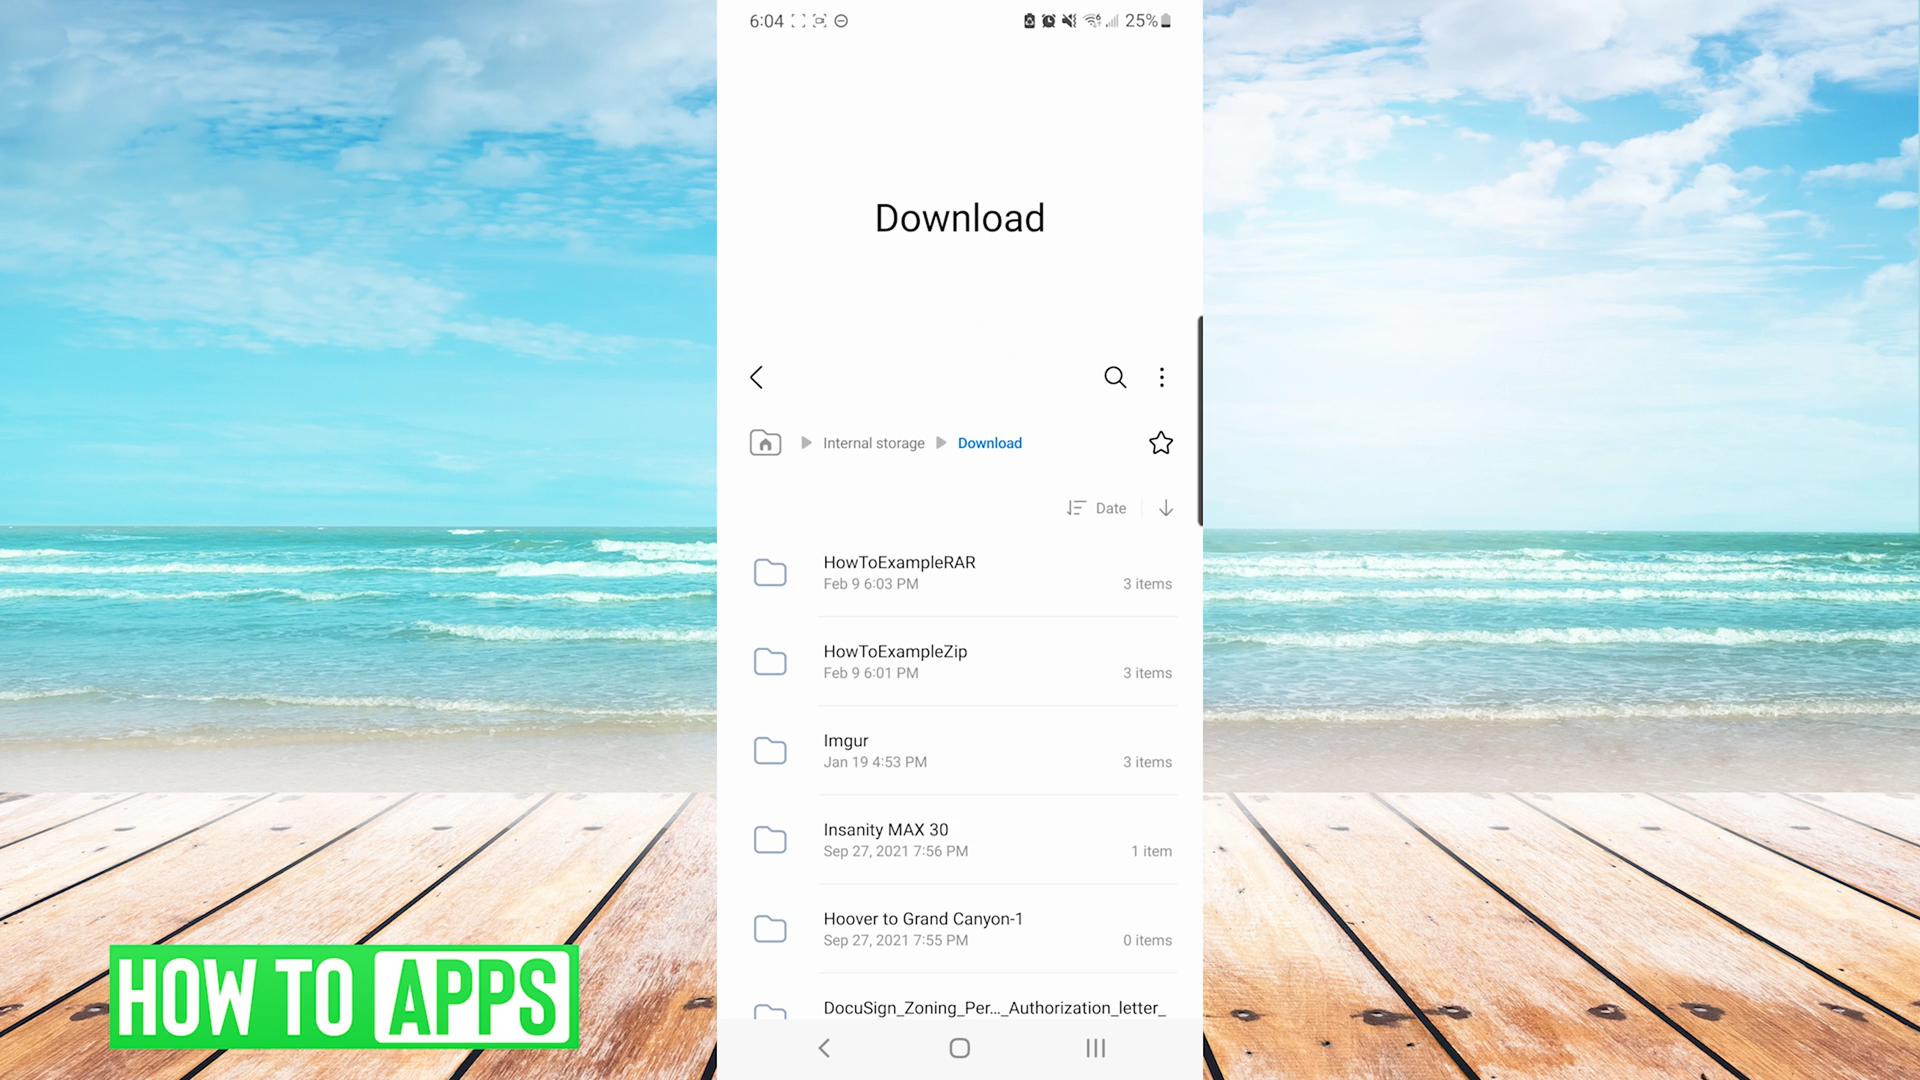 6:04
25%
Download
Internal storage Download
Date
HowToExampleRAR
Feb 9 6:03 PM
3 items
HowToExampleZip
Feb 9 6:01 PM
3 items
Imgur
Jan 19 4:53 PM
3 items
Insanity MAX 30
Sep 27, 2021 7:56 PM
1 item
Hoover to Grand Canyon-1
Sep 27, 2021 7:55 PM
0 items
DocuSign_Zoning_Per..._Authorization_letter_
HOW TO APPS